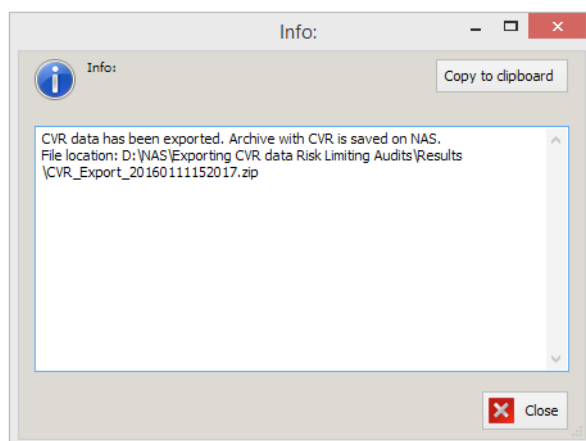 Info:
Info:
Copy to clipboard
CVR data has been exported. Archive with CVR is saved on NAS.
File location: D:\NAS\Exporting CVR data Risk Limiting Audits\Results
\CVR_Export_20160111152017.zip
Close